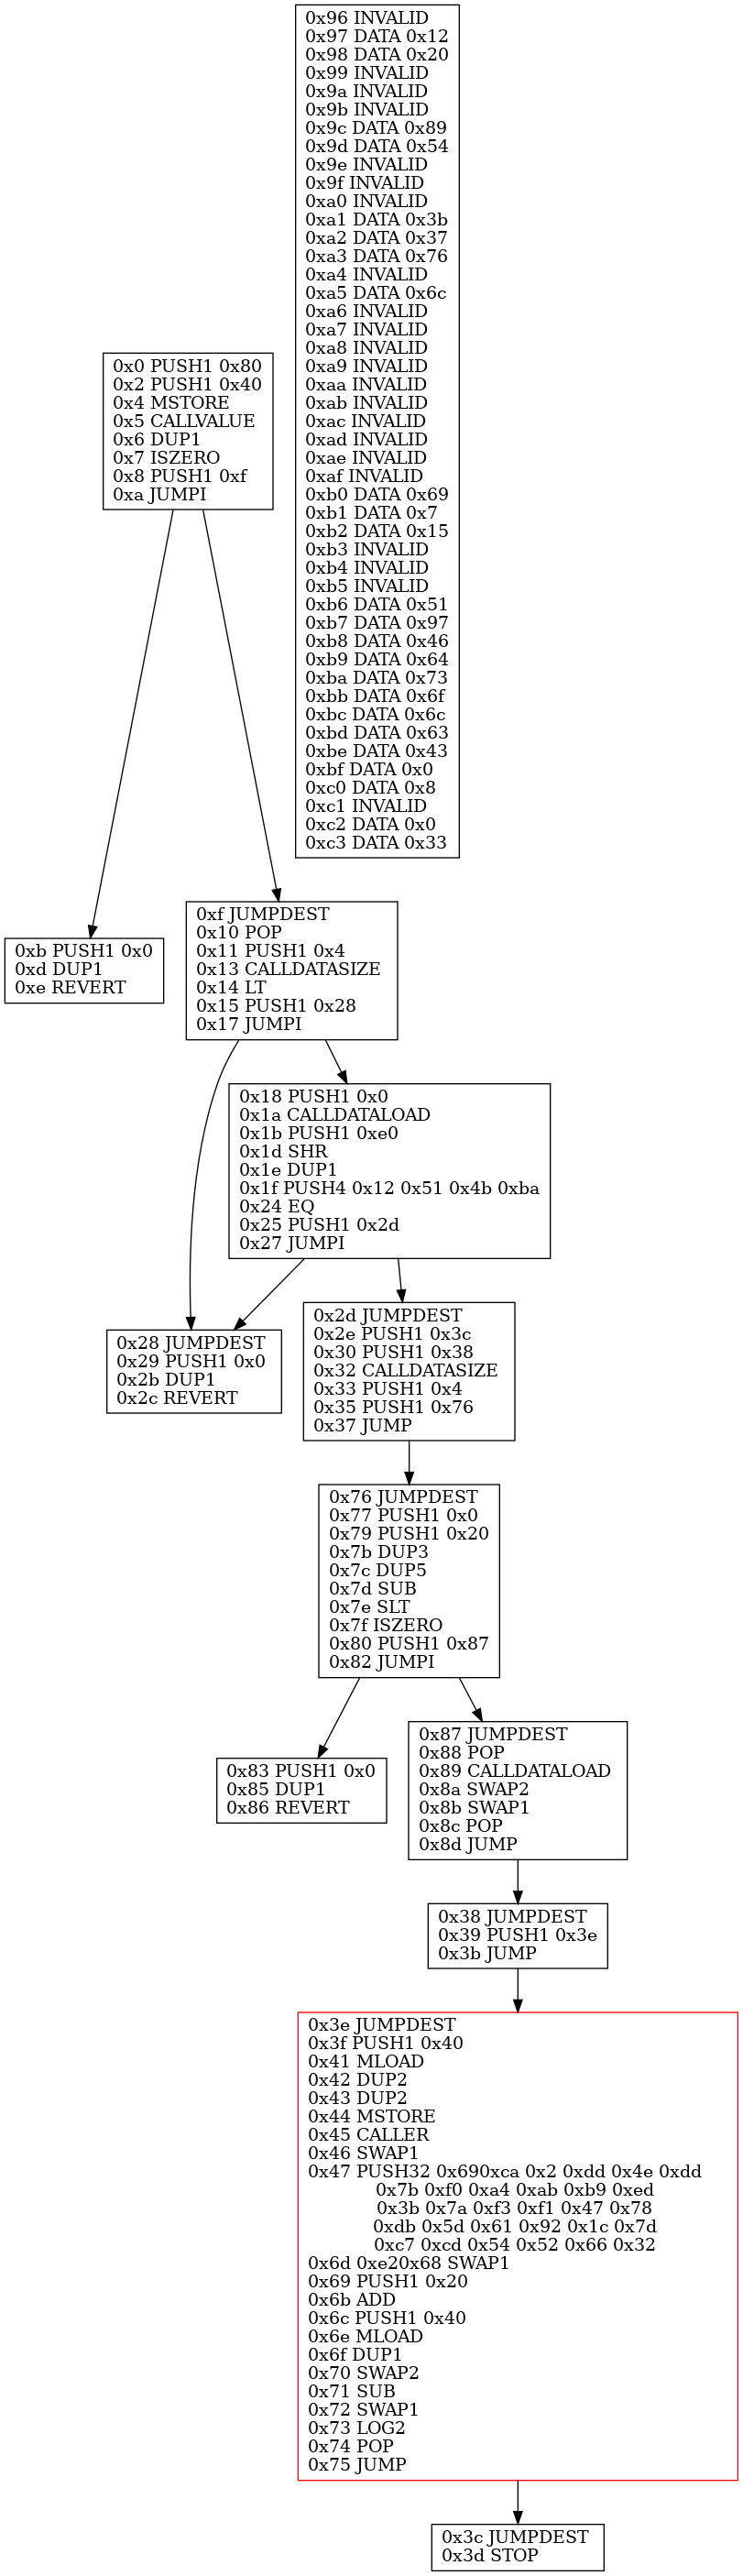 0x96 INVALID
0x97 DATA 0x12
0x98 DATA 0x20
0x99 INVALID
0x9a INVALID
0x9b INVALID
0x9c DATA 0x89
0x9d DATA 0x54
0x9e INVALID
0x9f INVALID
0xa0 INVALID
0xa1 DATA 0x3b
0xa2 DATA 0x37
0xa3 DATA 0x76
0xa4 INVALID
0xa5 DATA 0x6c
0xa6 INVALID
0xa7 INVALID
0xa8 INVALID
0xa9 INVALID
0xaa INVALID
0xab INVALID
0xac INVALID
0xad INVALID
0xae INVALID
0xaf INVALID
0xb0 DATA 0x69
0xb1 DATA 0x7
0xb2 DATA 0x15
0xb3 INVALID
0xb4 INVALID
0xb5 INVALID
0xb6 DATA 0x51
0xb7 DATA 0x97
0xb8 DATA 0x46
0xb9 DATA 0x64
0xba DATA 0x73
0xbb DATA 0x6f
0xbc DATA 0x6c
0xbd DATA 0x63
0xbe DATA 0x43
0xbf DATA 0x0
0xc0 DATA 0x8
0xc1 INVALID
0xc2 DATA 0x0
0xc3 DATA 0x33
0x0 PUSH1 0x80
0x2 PUSH1 0x40
0x4 MSTORE
0x5 CALLVALUE
0x6 DUP1
0x7 ISZERO
0x8 PUSH1 0xf
0xa JUMPI
0xb PUSH1 0x0
0xd DUP1
0xe REVERT
0xf JUMPDEST
0x10 POP
0x11 PUSH1 0x4
0x13 CALLDATASIZE
0x14 LT
0x15 PUSH1 0x28
0x17 JUMPI
0x18 PUSH1 0x0
0x1a CALLDATALOAD
0x1b PUSH1 0xe0
0x1d SHR
0x1e DUP1
0x1f PUSH4 0x12 0x51 0x4b 0xba
0x24 EQ
0x25 PUSH1 0x2d
0x27 JUMPI
0x28 JUMPDEST
0x29 PUSH1 0x0
0x2b DUP1
0x2c REVERT
0x2d JUMPDEST
0x2e PUSH1 0x3c
0x30 PUSH1 0x38
0x32 CALLDATASIZE
0x33 PUSH1 0x4
0x35 PUSH1 0x76
0x37 JUMP
0x76 JUMPDEST
0x77 PUSH1 0x0
0x79 PUSH1 0x20
0x7b DUP3
0x7c DUP5
0x7d SUB
0x7e SLT
0x7f ISZERO
0x80 PUSH1 0x87
0x82 JUMPI
0x83 PUSH1 0x0
0x85 DUP1
0x86 REVERT
0x87 JUMPDEST
0x88 POP
0x89 CALLDATALOAD
0x8a SWAP2
0x8b SWAP1
0x8c POP
0x8d JUMP
0x38 JUMPDEST
0x39 PUSH1 0x3e
0x3b JUMP
0x3e JUMPDEST
0x3f PUSH1 0x40
0x41 MLOAD
0x42 DUP2
0x43 DUP2
0x44 MSTORE
0x45 CALLER
0x46 SWAP1
0x47 PUSH32 0x690xca 0x2 0xdd 0x4e 0xdd
0x7b 0xf0 0xa4 0xab 0xb9 0xed
0x3b 0x7a 0xf3 0xf1 0x47 0x78
0xdb 0x5d 0x61 0x92 0x1c 0x7d
0xc7 0xcd 0x54 0x52 0x66 0x32
0x6d 0xe20x68 SWAP1
0x69 PUSH1 0x20
0x6b ADD
0x6c PUSH1 0x40
0x6e MLOAD
0x6f DUP1
0x70 SWAP2
0x71 SUB
0x72 SWAP1
0x73 LOG2
0x74 POP
0x75 JUMP
0x3c JUMPDEST
0x3d STOP